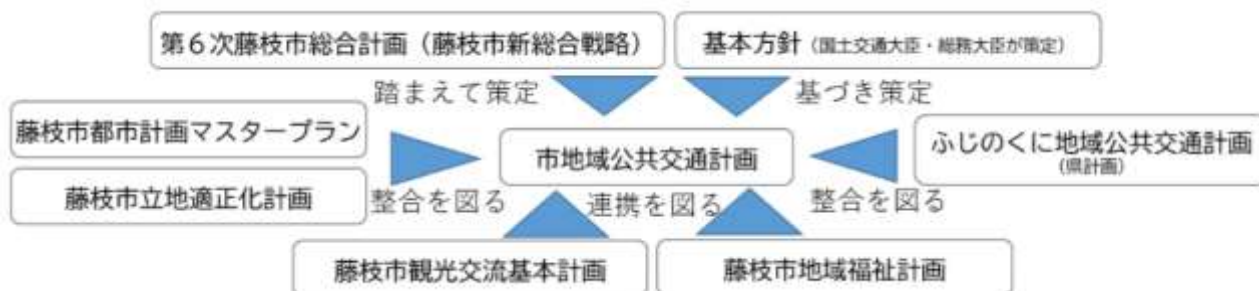 第６次藤枝市総合計画（藤枝市新総合戦略）
基本方針（国土交通大臣・総務大臣が策定）
踏まえて策定
基づき策定
藤枝市都市計画マスタープラン
市地域公共交通計画
ふじのくに地域公共交通計画
（県計画）
藤枝市立地適正化計画
整合を図る
連携を図る
整合を図る
藤枝市観光交流基本計画
藤枝市地域福祉計画